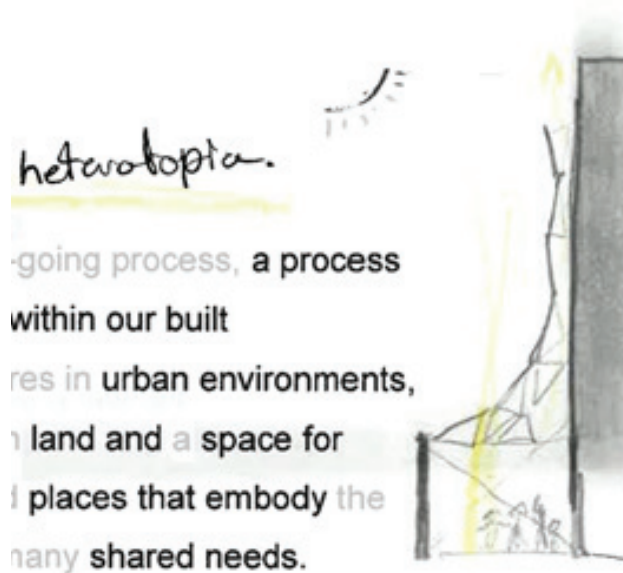 heterotopia.
-going process, a process
within our built
res in urban environments,
land and a space for
places that embody the
many shared needs.